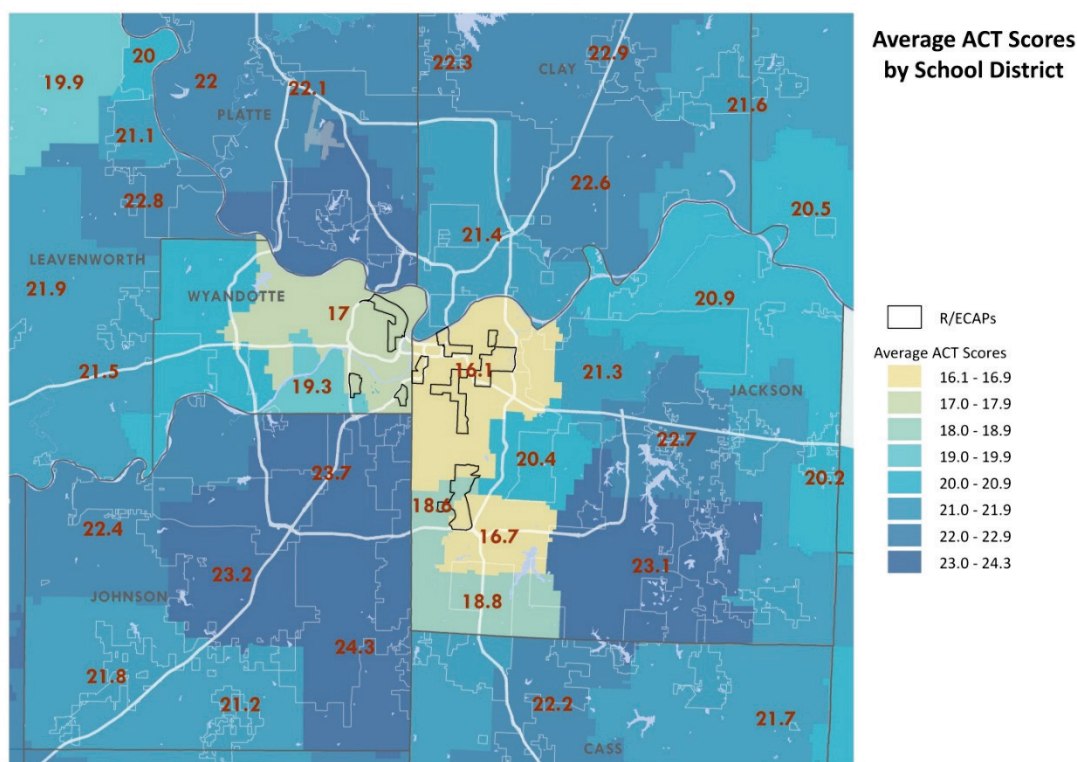 Average ACT Scores
by School District
20
19.9
22
22.1
22.3
CLAY
22.9
21.6
PLATTE
21.1
22.8
22.6
20.5
21.4
LEAVENWORTH
21.9
WYANDOTTE
17
20.9
21.5
19.3
16.1
21.3
JACKSON
23.7
20.4
22.7
20.2
22.4
18.6
16.7
23.2
23.1
JOHNSON
18.8
24.3
21.8
21.2
22.2
21.7
CASS
R/ECAPs
Average ACT Scores
16.1 - 16.9
17.0 - 17.9
18.0 - 18.9
19.0 - 19.9
20.0 - 20.9
21.0 - 21.9
22.0 - 22.9
23.0 - 24.3